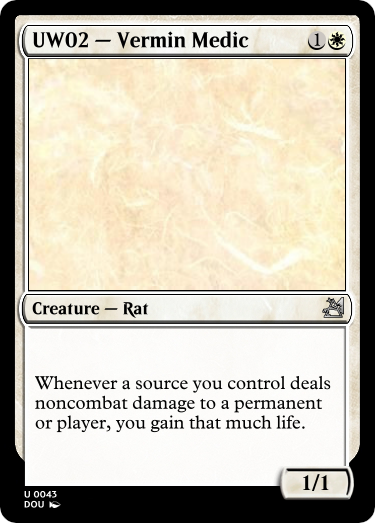 UW02 — Vermin Medic 1
Creature — Rat
Whenever a source you control deals
noncombat damage to a permanent
or player, you gain that much life.
1/1
U 0043
DOU